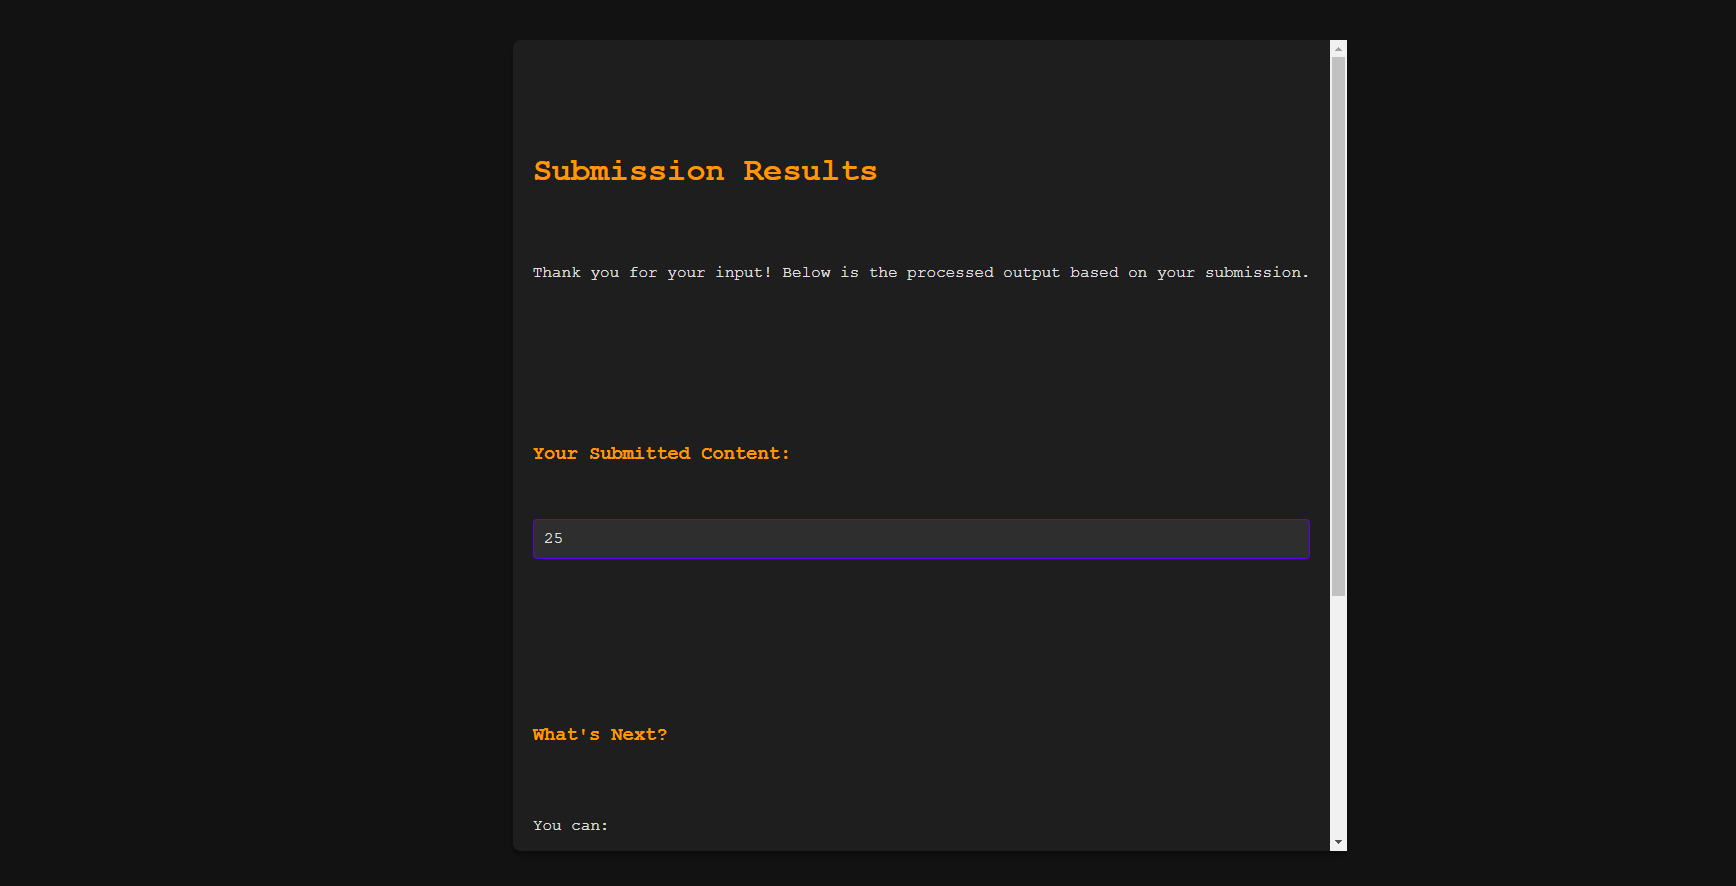 Submission Results
Thank you for your input! Below is the processed output based on your submission.
Your Submitted Content:
25
What's Next?
You can: